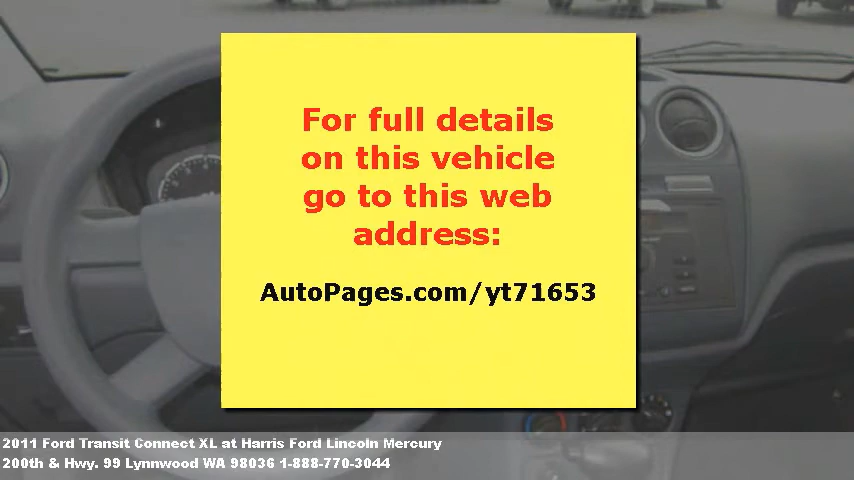 For full details
on this vehicle
go to this web
address:
AutoPages.com/yt71653
2011 Ford Transit Connect XL at Harris Ford Lincoln Mercury
200th & Hwy. 99 Lynnwood WA 98036 1-888-770-3044